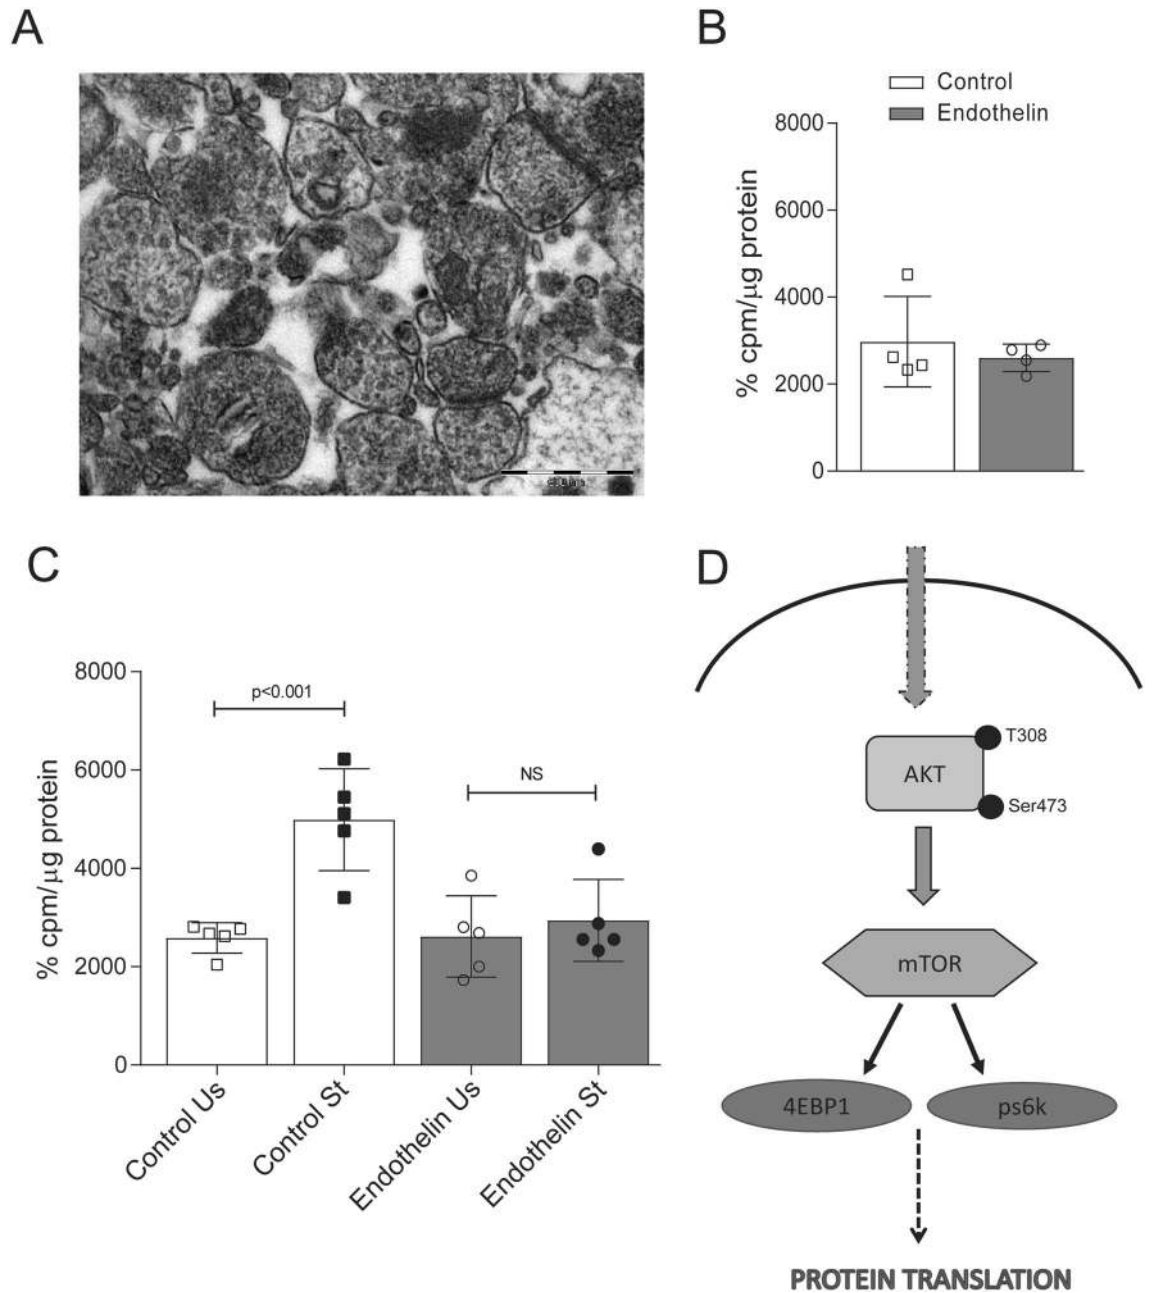 A
B
Control
Endothelin
8000
6000
4000
2000
0
% cpm/µg protein
C
8000
6000
4000
2000
0
% cpm/µg protein
p<0.001
NS
Control Us
Control St
Endothelin Us
Endothelin St
D
T308
AKT
Ser473
mTOR
4EBP1
ps6k
PROTEIN TRANSLATION